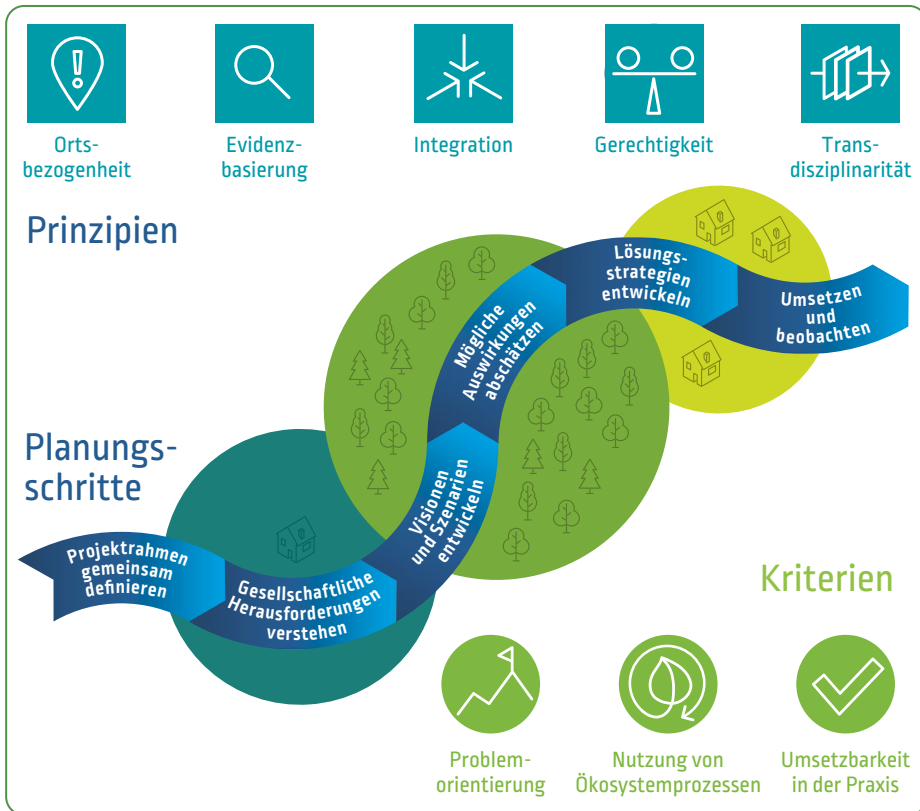 Orts-
bezogenheit
Evidenz-
basierung
Integration
Gerechtigkeit
Trans-
disziplinarität
Prinzipien
Planungs-
schritte
Projektrahmen
gemeinsam
definieren
Gesellschaftliche
Herausforderungen
verstehen
Visionen
und Szenarien
entwickeln
Mögliche
Auswirkungen
abschätzen
Lösungs-
strategien
entwickeln
Umsetzen
und
beobachten
Kriterien
Problem-
orientierung
Nutzung von
Ökosystemprozessen
Umsetzbarkeit
in der Praxis